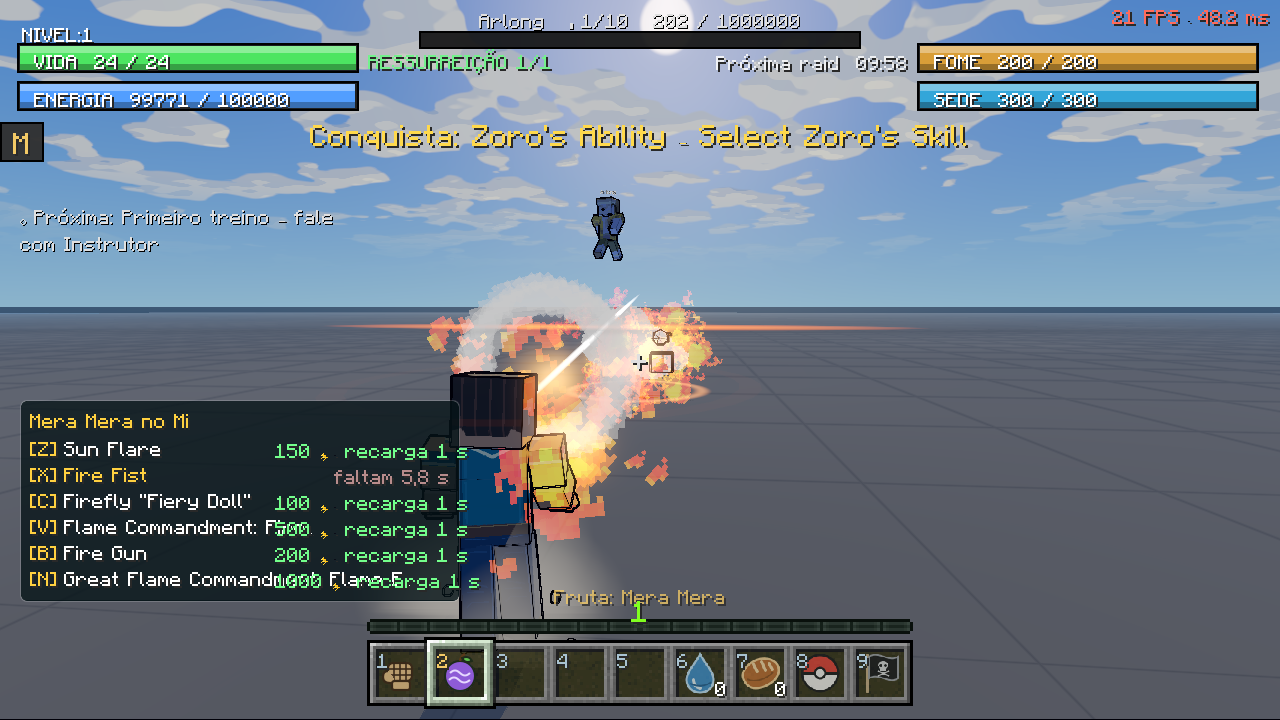 21 FPS · 48.2 ms
Arlong . 1/10 202 / 1000000
NIVEL:1
VIDA 24 / 24
RESSURREIÇÃO 1/1
Próxima raid 09:58
FOME 200 / 200
ENERGIA 99771 / 100000
SEDE 300 / 300
M
Conquista: Zoro's Ability - Select Zoro's Skill
Próxima: Primeiro treino - fale
com Instrutor
Mera Mera no Mi
[Z] Sun Flare 150 recarga 1 s
[X] Fire Fist faltam 5,8 s
[C] Firefly "Fiery Doll" 100 recarga 1 s
[V] Flame Commandment: 500 recarga 1 s
[B] Fire Gun 200 recarga 1 s
[N] Great Flame Commandment: Flame 1000 recarga 1 s
Fruta: Mera Mera
1
1 2 3 4 5 6 0 7 0 8 9